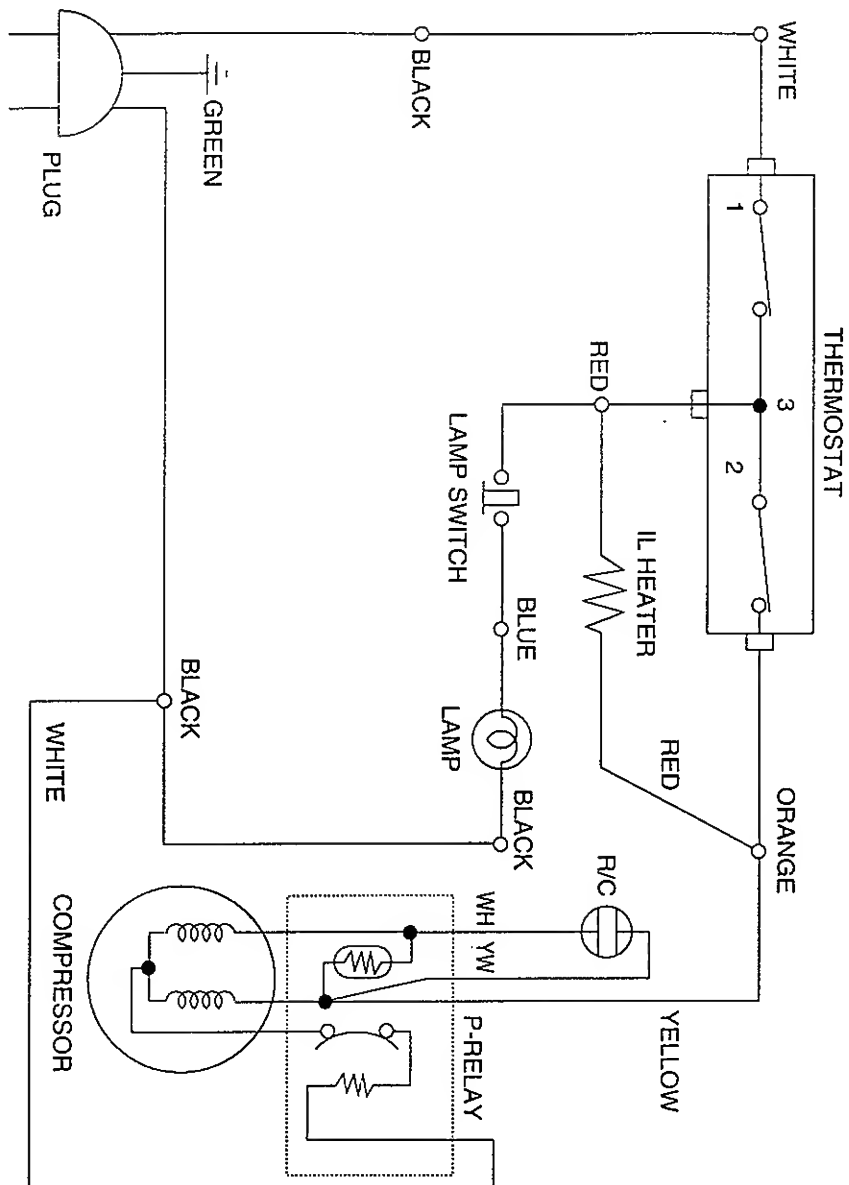 WHITE
BLACK
GREEN
PLUG
THERMOSTAT
1
3
2
RED
LAMP SWITCH
IL HEATER
BLUE
LAMP
BLACK
BLACK
WHITE
RED
ORANGE
R/C
WH YW
YELLOW
P-RELAY
COMPRESSOR